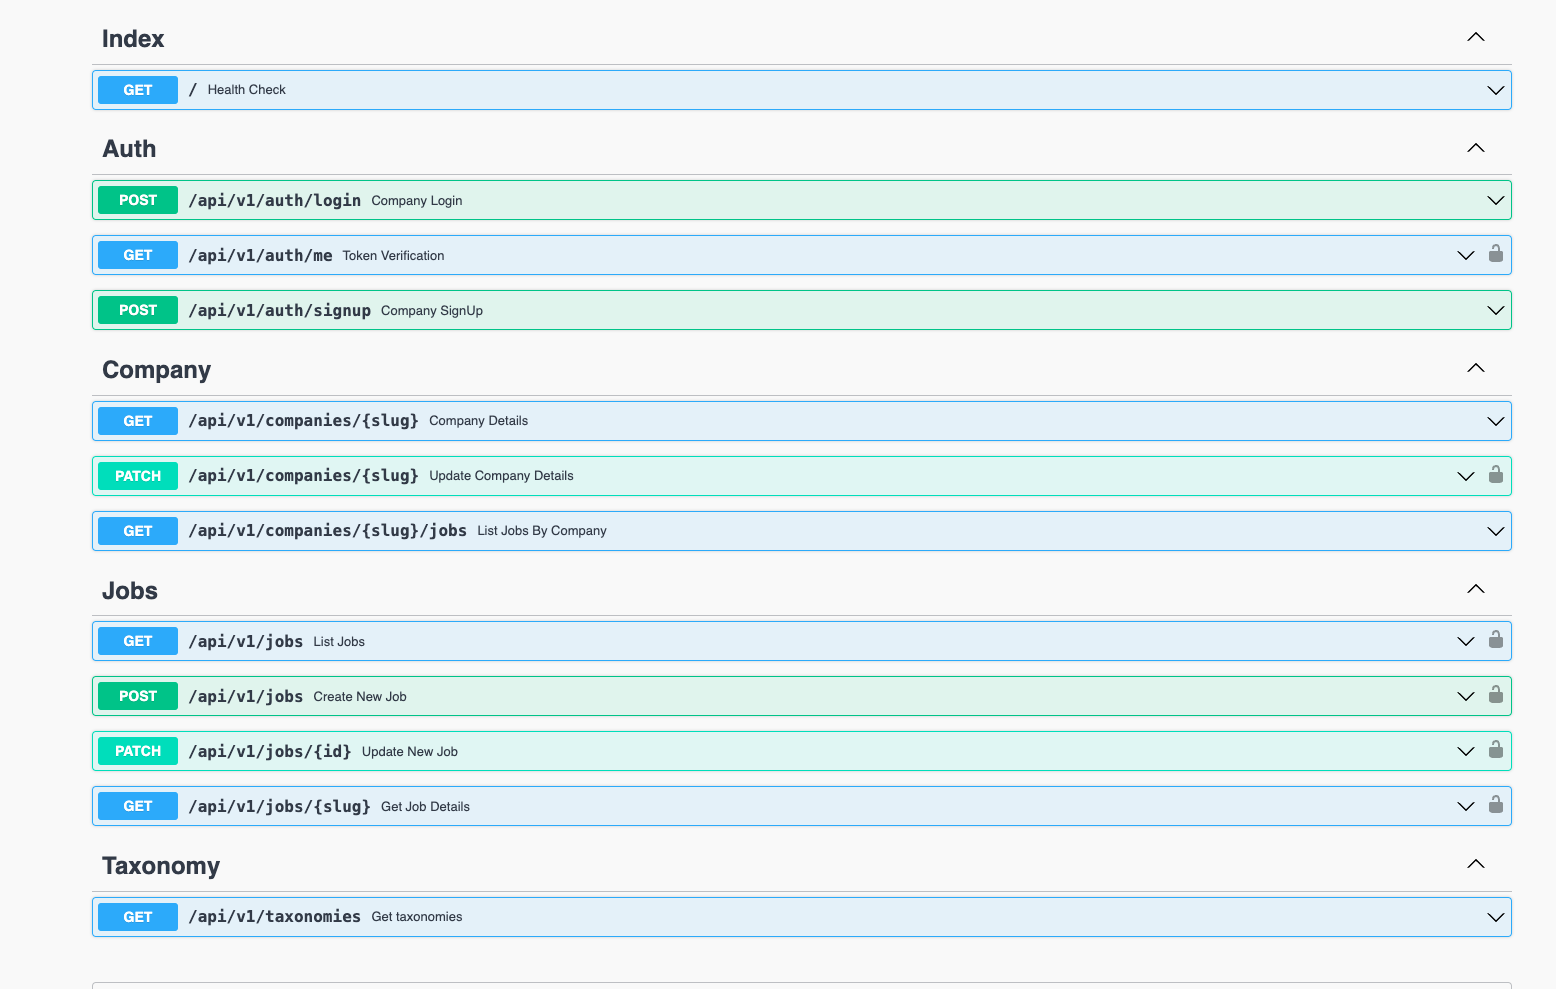 Index
GET / Health Check
Auth
POST /api/v1/auth/login Company Login
GET /api/v1/auth/me Token Verification
POST /api/v1/auth/signup Company SignUp
Company
GET /api/v1/companies/{slug} Company Details
PATCH /api/v1/companies/{slug} Update Company Details
GET /api/v1/companies/{slug}/jobs List Jobs By Company
Jobs
GET /api/v1/jobs List Jobs
POST /api/v1/jobs Create New Job
PATCH /api/v1/jobs/{id} Update New Job
GET /api/v1/jobs/{slug} Get Job Details
Taxonomy
GET /api/v1/taxonomies Get taxonomies